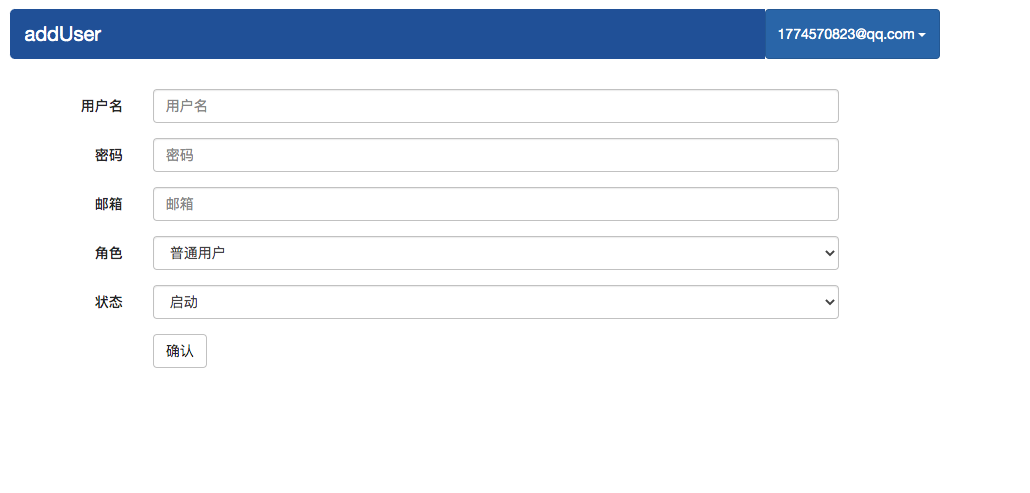 addUser 1774570823@qq.com
用户名 用户名
密码 密码
邮箱 邮箱
角色 普通用户
状态 启动
确认